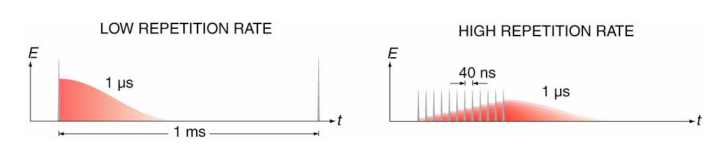 LOW REPETITION RATE
E
1 μs
t
1 ms
HIGH REPETITION RATE
E
40 ns
1 μs
t